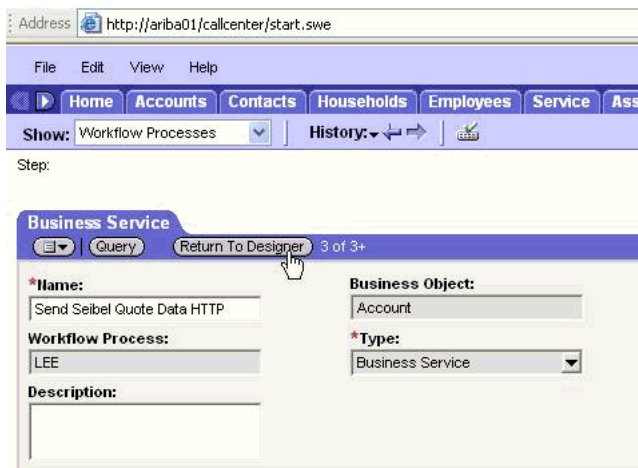 Address http://ariba01/callcenter/start.swe
File Edit View Help
Home Accounts Contacts Households Employees Service Ass
Show: Workflow Processes History:
Step:
Business Service
Query Return To Designer 3 of 3+
*Name: Business Object:
Send Seibel Quote Data HTTP Account
Workflow Process: *Type:
LEE Business Service
Description: